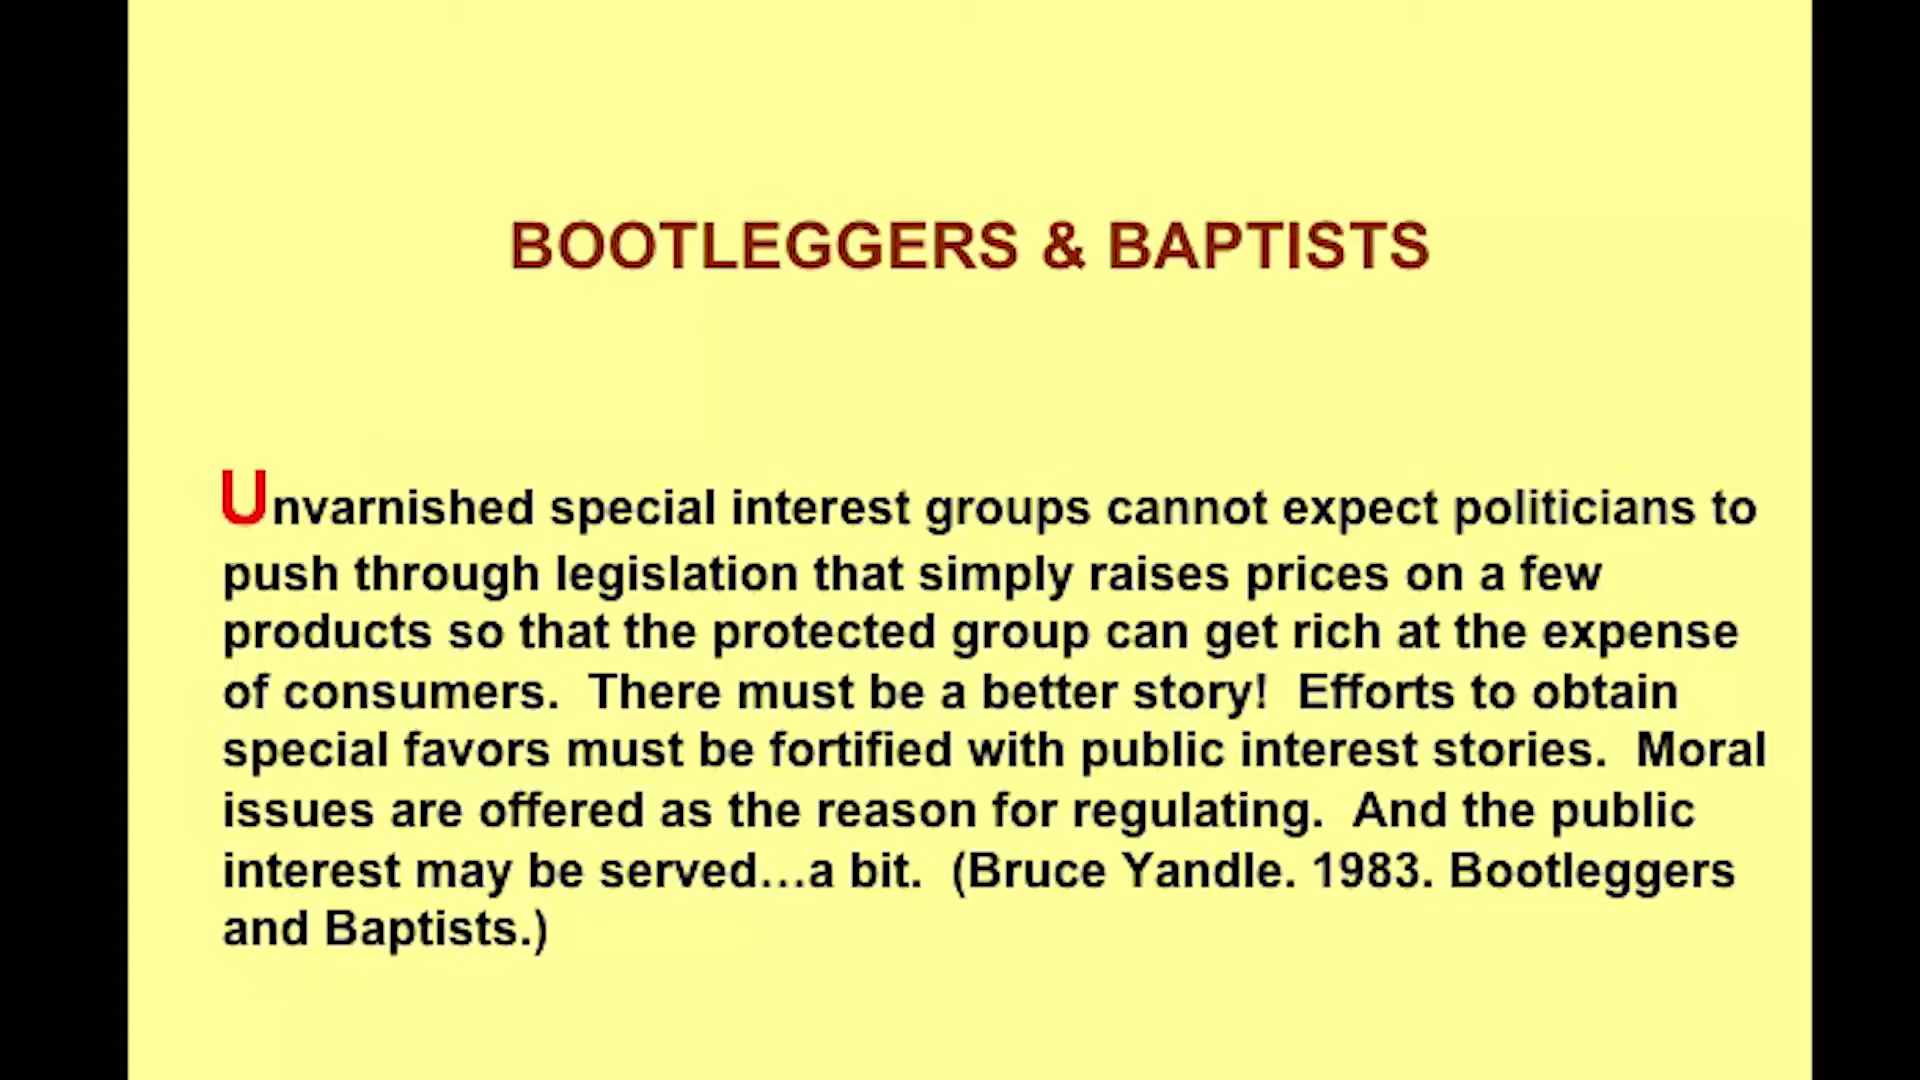 BOOTLEGGERS & BAPTISTS
Unvarnished special interest groups cannot expect politicians to
push through legislation that simply raises prices on a few
products so that the protected group can get rich at the expense
of consumers.  There must be a better story!  Efforts to obtain
special favors must be fortified with public interest stories.  Moral
issues are offered as the reason for regulating.  And the public
interest may be served…a bit.  (Bruce Yandle. 1983. Bootleggers
and Baptists.)